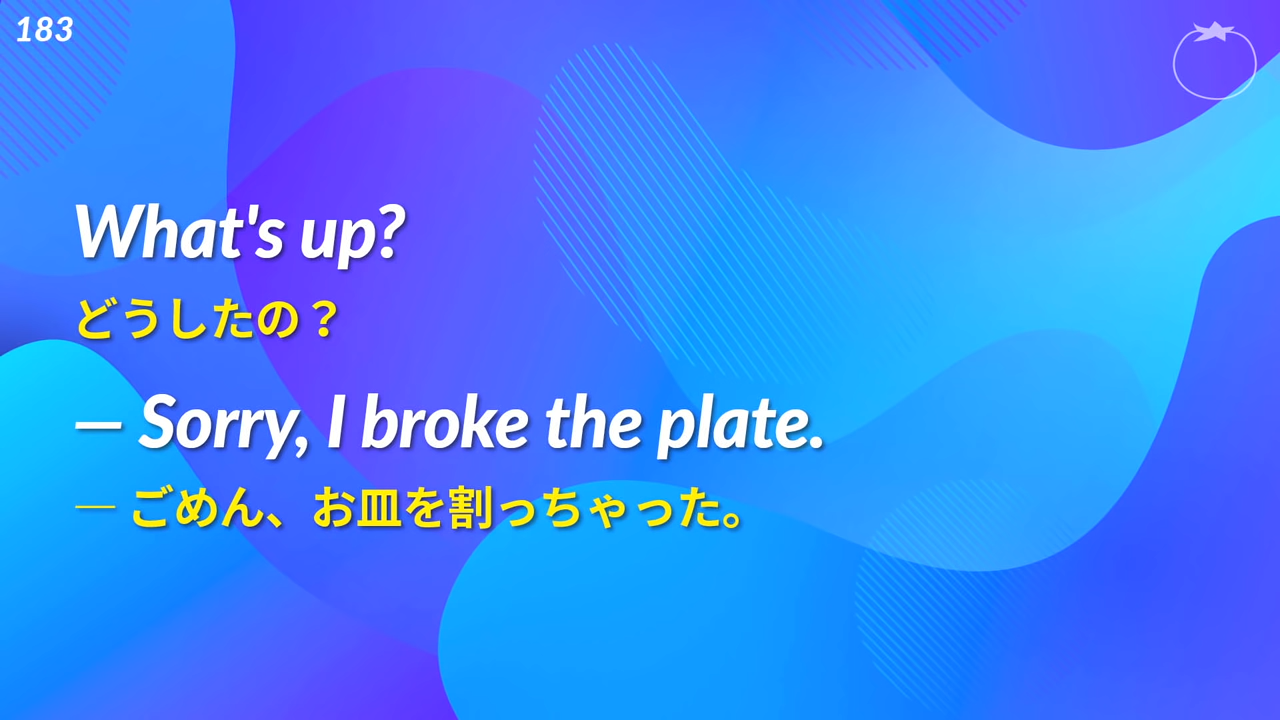 183
What's up?
どうしたの？
— Sorry, I broke the plate.
— ごめん、お皿を割っちゃった。